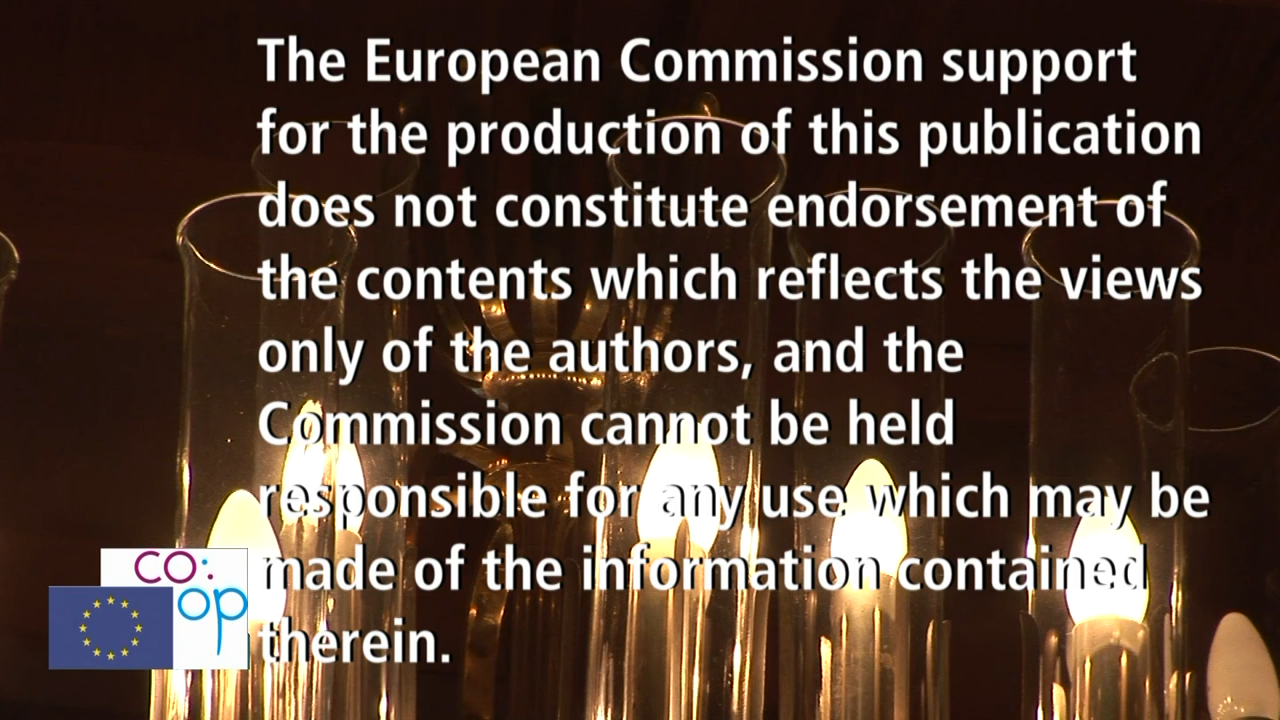 The European Commission support
for the production of this publication
does not constitute endorsement of
the contents which reflects the views
only of the authors, and the
Commission cannot be held
responsible for any use which may be
made of the information contained
therein.
co:
op